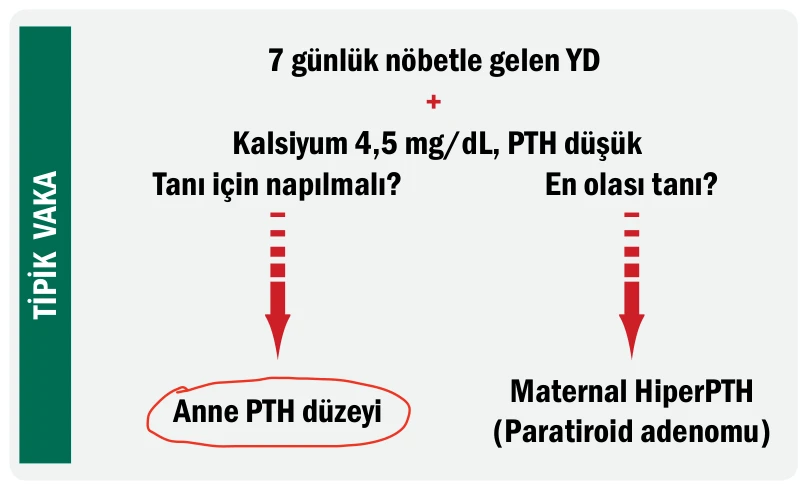 TİPİK VAKA
7 günlük nöbetle gelen YD
+
Kalsiyum 4,5 mg/dL, PTH düşük
Tanı için napılmalı?
En olası tanı?
Anne PTH düzeyi
Maternal HiperPTH
(Paratiroid adenomu)